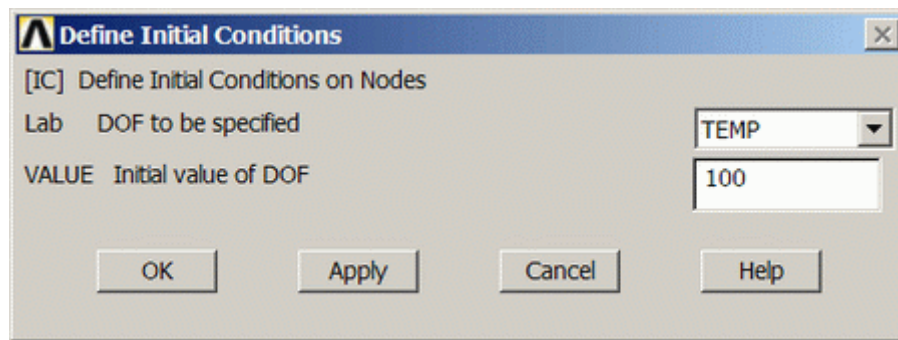 Define Initial Conditions
[IC] Define Initial Conditions on Nodes
Lab DOF to be specified TEMP
VALUE Initial value of DOF 100
OK Apply Cancel Help